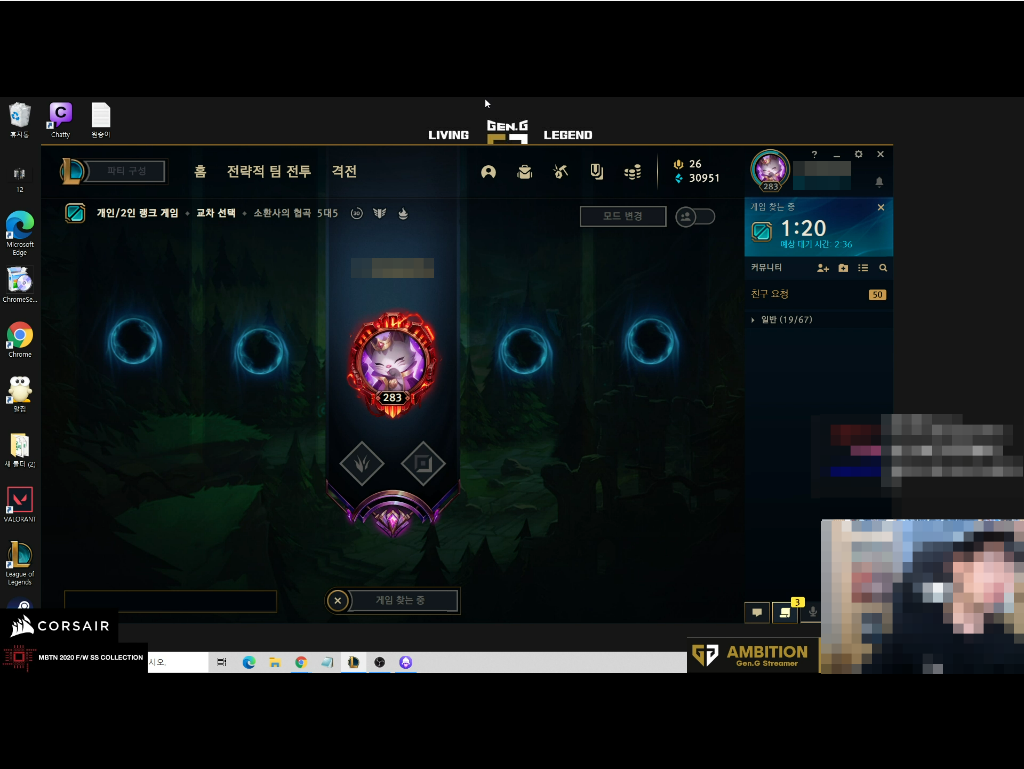 휴지통
Chatty
원숭이
LIVING
GEN.G
LEGEND
파티 구성
홈
전략적 팀 전투
격전
26
30951
283
?
개인/2인 랭크 게임 • 교차 선택 • 소환사의 협곡 5대5
모드 변경
게임 찾는 중
1:20
예상 대기 시간: 2:36
커뮤니티
친구 요청
50
일반 (19/67)
12
Microsoft
Edge
ChromeSe...
Chrome
알집
새 폴더 (2)
VALORANT
League of
Legends
283
게임 찾는 중
3
CORSAIR
MBTN 2020 F/W SS COLLECTION
시오.
AMBITION
Gen.G Streamer